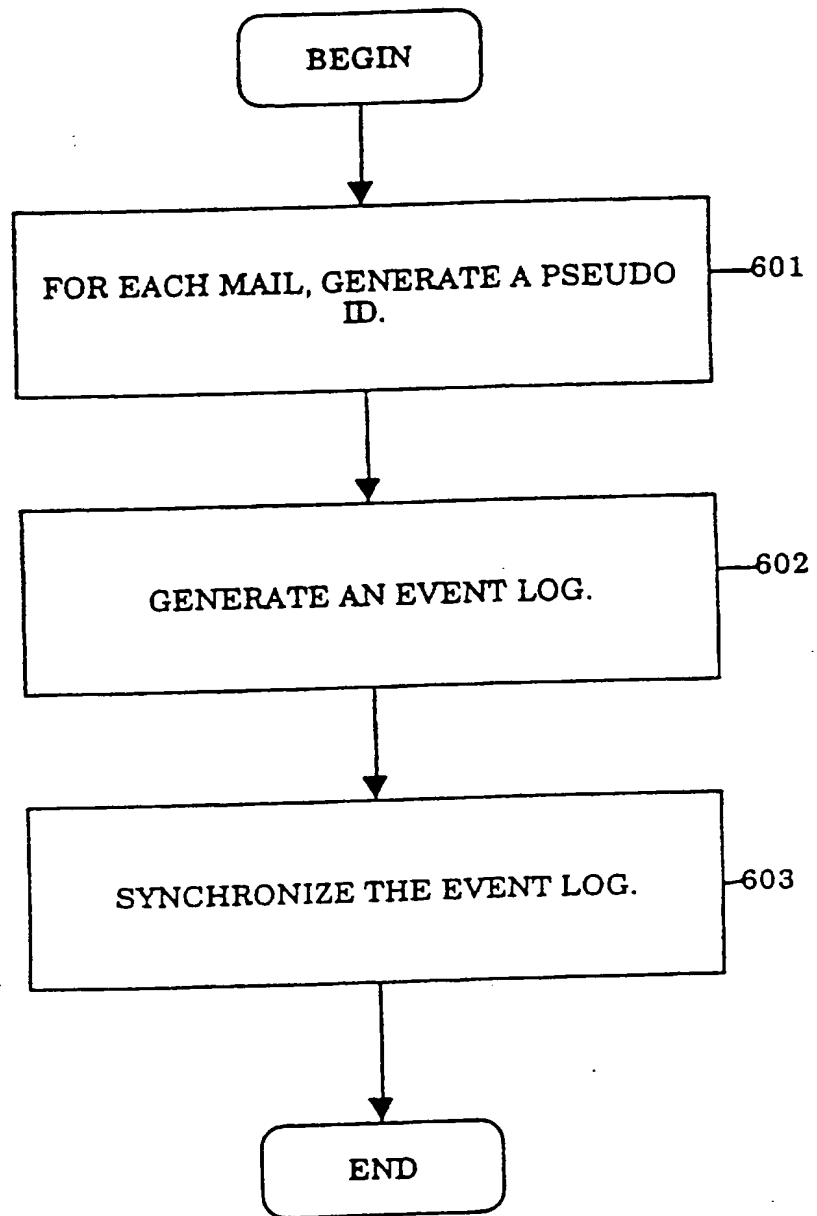 BEGIN
FOR EACH MAIL, GENERATE A PSEUDO
ID.
601
GENERATE AN EVENT LOG.
602
SYNCHRONIZE THE EVENT LOG.
603
END